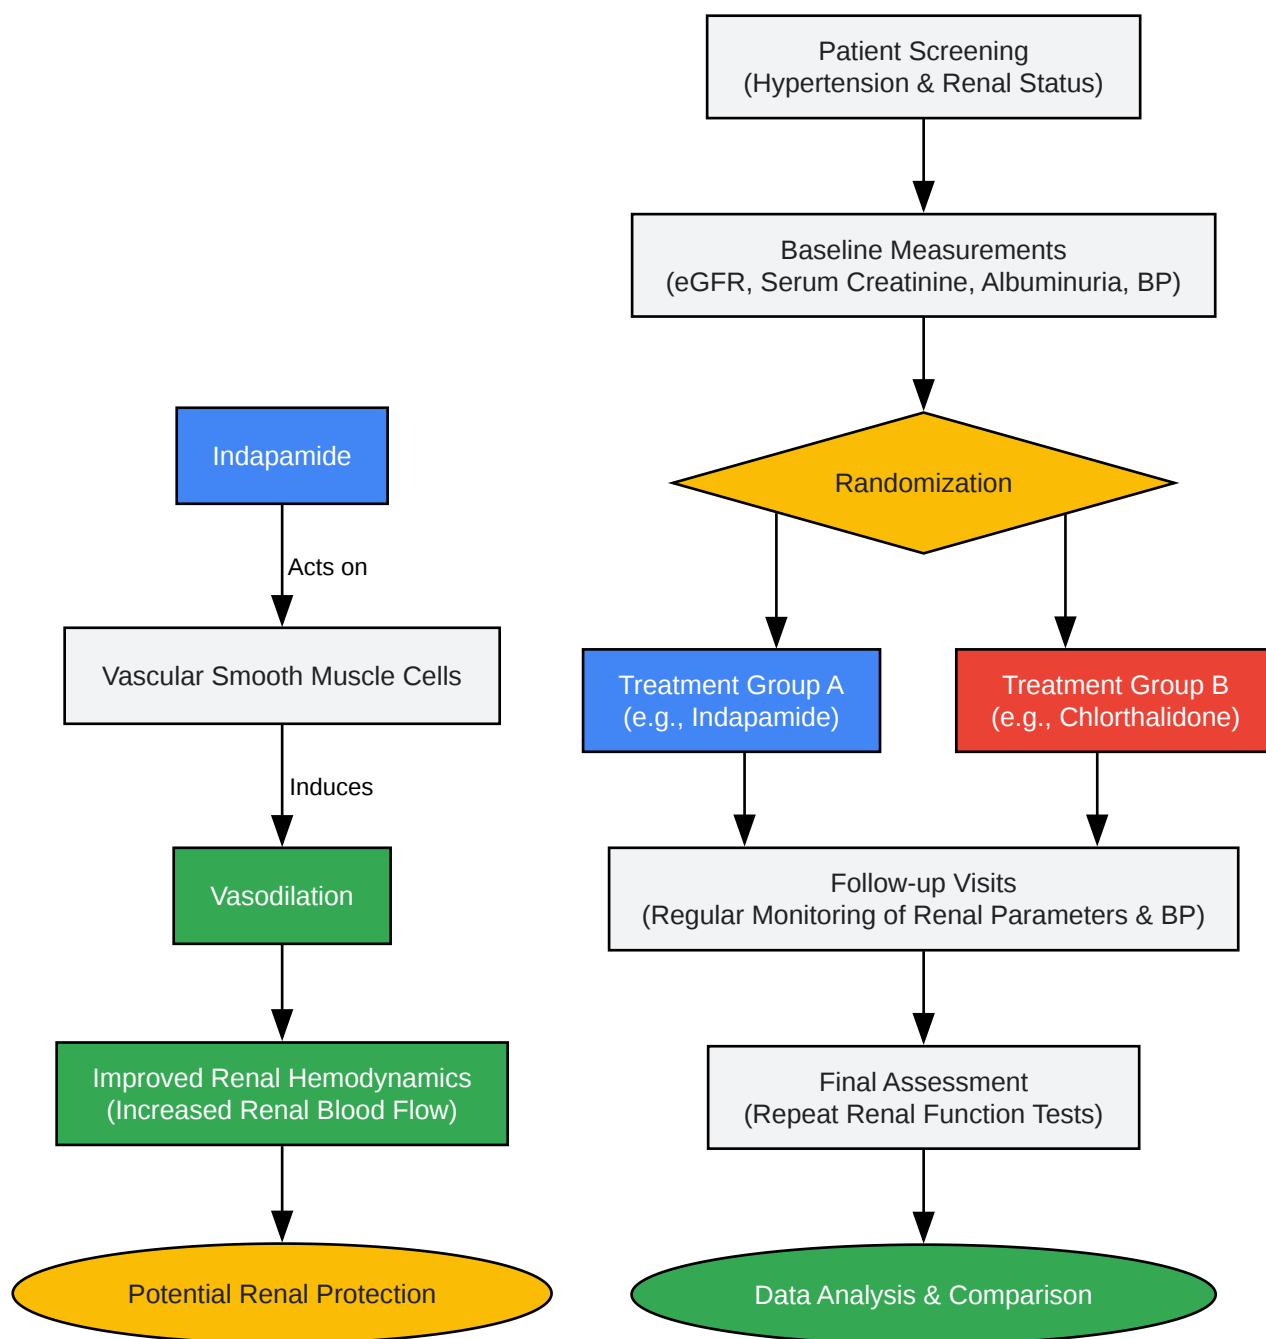 Patient Screening
(Hypertension & Renal Status)
Baseline Measurements
(eGFR, Serum Creatinine, Albuminuria, BP)
Randomization
Treatment Group A
(e.g., Indapamide)
Treatment Group B
(e.g., Chlorthalidone)
Follow-up Visits
(Regular Monitoring of Renal Parameters & BP)
Final Assessment
(Repeat Renal Function Tests)
Data Analysis & Comparison
Indapamide
Acts on
Vascular Smooth Muscle Cells
Induces
Vasodilation
Improved Renal Hemodynamics
(Increased Renal Blood Flow)
Potential Renal Protection